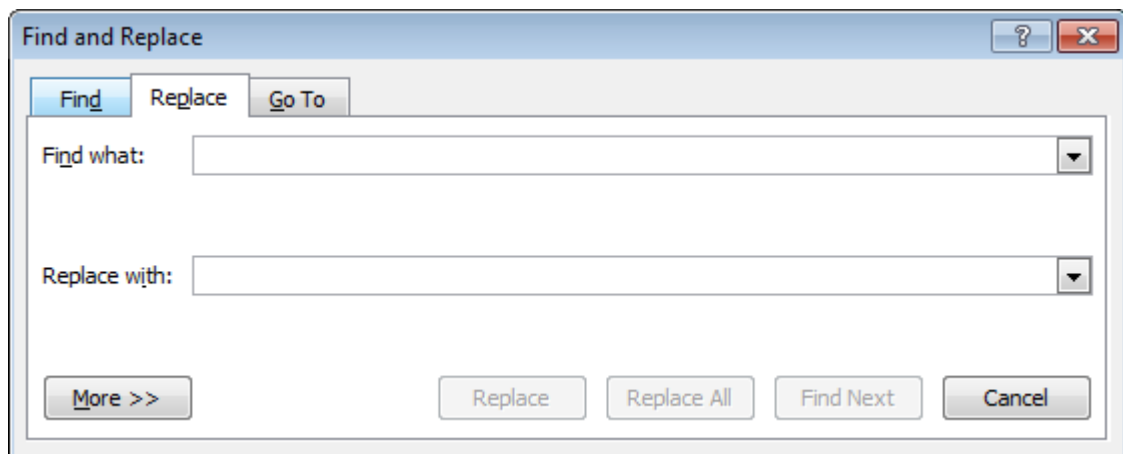 Find and Replace
Find Replace Go To
Find what:
Replace with:
More >> Replace Replace All Find Next Cancel